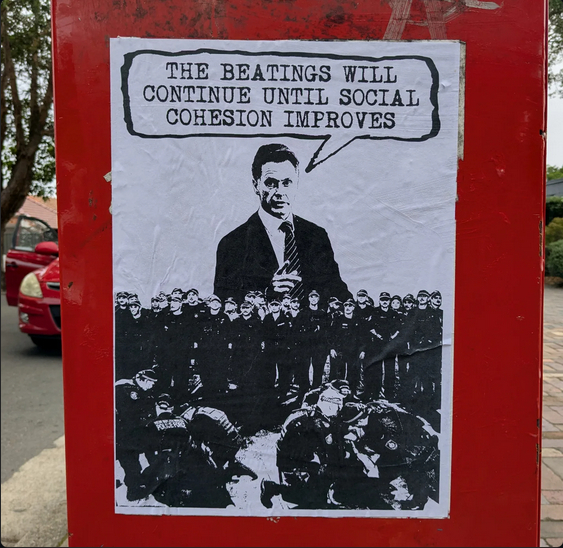 THE BEATINGS WILL
CONTINUE UNTIL SOCIAL
COHESION IMPROVES